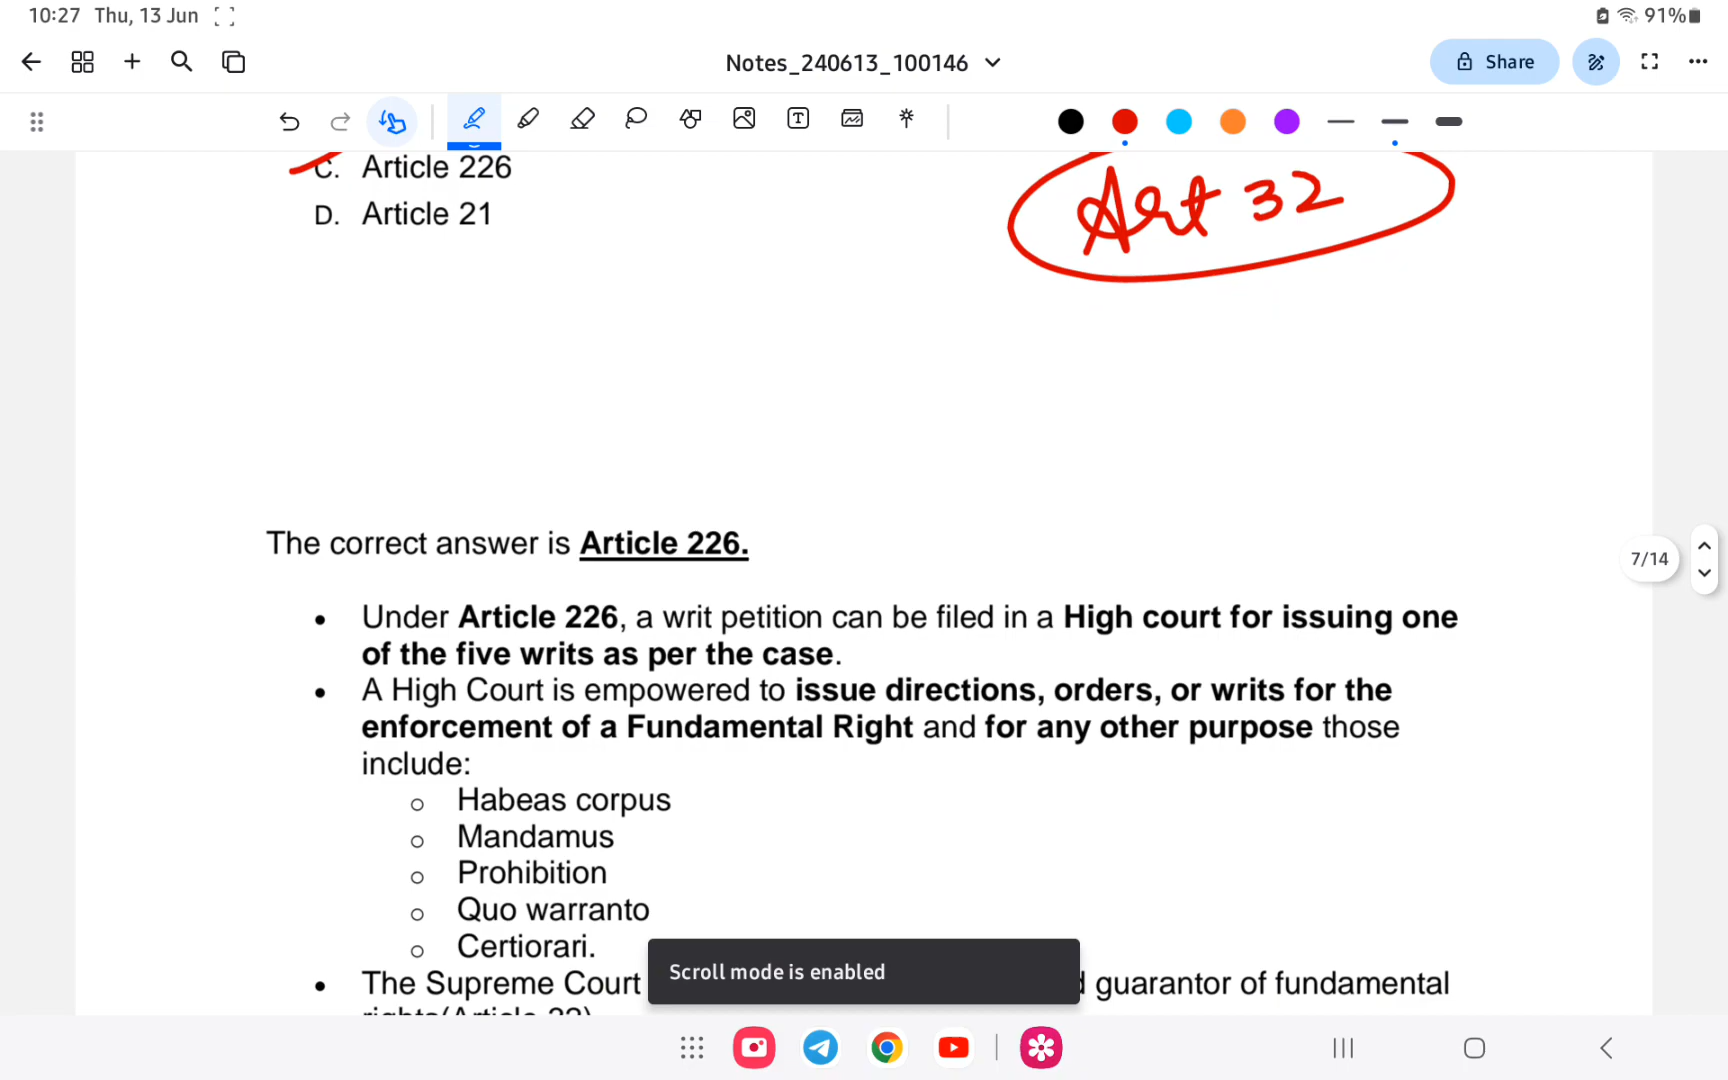 10:27 Thu, 13 Jun
91%
Notes_240613_100146
Share
C. Article 226
Art 32
D. Article 21
The correct answer is Article 226.
7/14
• Under Article 226, a writ petition can be filed in a High court for issuing one
of the five writs as per the case.
• A High Court is empowered to issue directions, orders, or writs for the
enforcement of a Fundamental Right and for any other purpose those
include:
o Habeas corpus
o Mandamus
o Prohibition
o Quo warranto
o Certiorari.
Scroll mode is enabled
• The Supreme Court guarantor of fundamental
rights(Article 32)